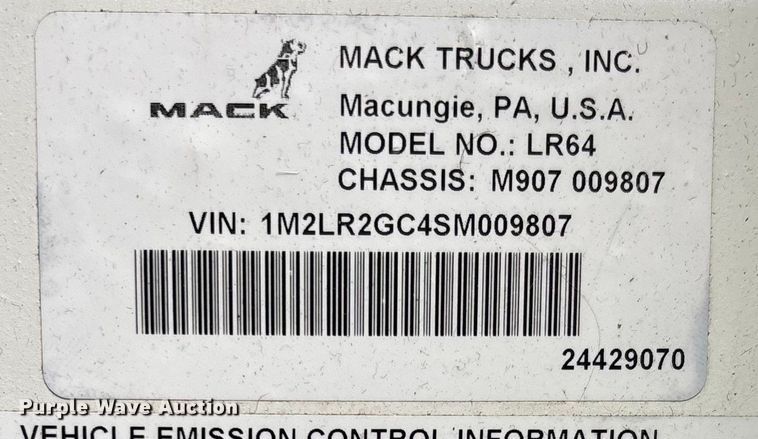 MACK TRUCKS , INC.
MACK
Macungie, PA, U.S.A.
MODEL NO.: LR64
CHASSIS: M907 009807
VIN: 1M2LR2GC4SM009807
24429070
Purple Wave Auction
VEHICLE EMISSION CONTROL INFORMATION